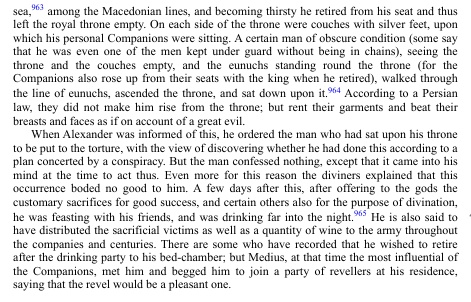 sea,963 among the Macedonian lines, and becoming thirsty he retired from his seat and thus
left the royal throne empty. On each side of the throne were couches with silver feet, upon
which his personal Companions were sitting. A certain man of obscure condition (some say
that he was even one of the men kept under guard without being in chains), seeing the
throne and the couches empty, and the eunuchs standing round the throne (for the
Companions also rose up from their seats with the king when he retired), walked through
the line of eunuchs, ascended the throne, and sat down upon it.964 According to a Persian
law, they did not make him rise from the throne; but rent their garments and beat their
breasts and faces as if on account of a great evil.
When Alexander was informed of this, he ordered the man who had sat upon his throne
to be put to the torture, with the view of discovering whether he had done this according to a
plan concerted by a conspiracy. But the man confessed nothing, except that it came into his
mind at the time to act thus. Even more for this reason the diviners explained that this
occurrence boded no good to him. A few days after this, after offering to the gods the
customary sacrifices for good success, and certain others also for the purpose of divination,
he was feasting with his friends, and was drinking far into the night.965 He is also said to
have distributed the sacrificial victims as well as a quantity of wine to the army throughout
the companies and centuries. There are some who have recorded that he wished to retire
after the drinking party to his bed-chamber; but Medius, at that time the most influential of
the Companions, met him and begged him to join a party of revellers at his residence,
saying that the revel would be a pleasant one.